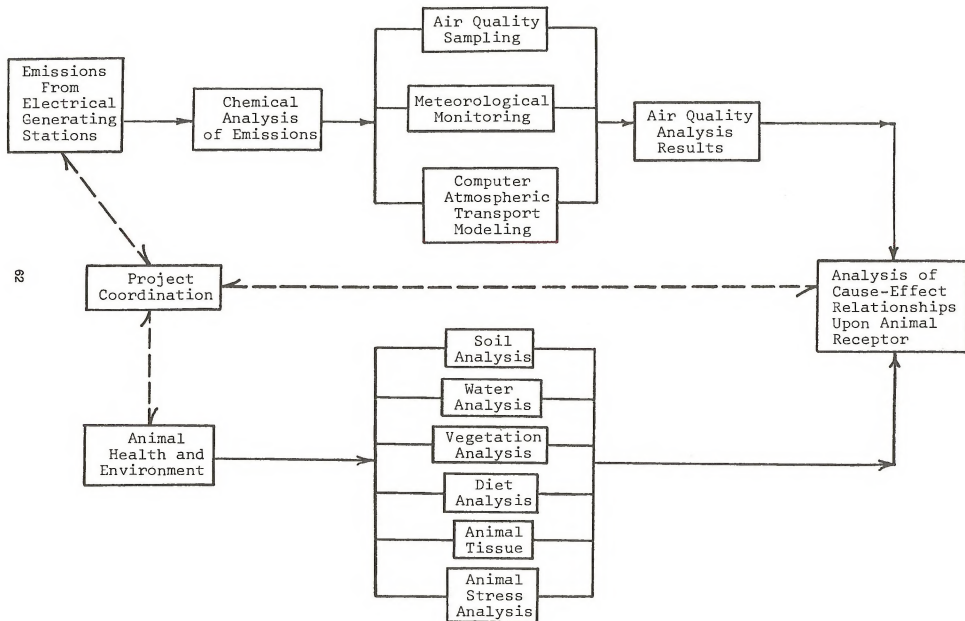 Air Quality
Sampling
Emissions
From
Electrical
Generating
Stations
Chemical
Analysis
of Emissions
Meteorological
Monitoring
Air Quality
Analysis
Results
Computer
Atmospheric
Transport
Modeling
62
Project
Coordination
Analysis of
Cause-Effect
Relationships
Upon Animal
Receptor
Soil
Analysis
Water
Analysis
Vegetation
Analysis
Animal
Health and
Environment
Diet
Analysis
Animal
Tissue
Animal
Stress
Analysis